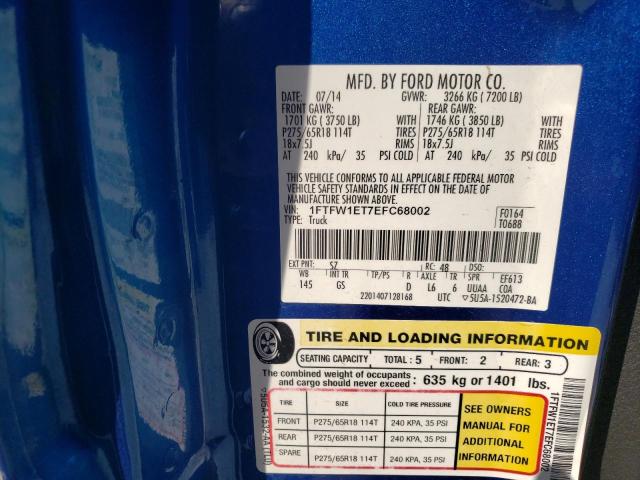 MFD. BY FORD MOTOR CO.
DATE: 07/14 GVWR: 3266 KG ( 7200 LB)
FRONT GAWR: REAR GAWR:
1701 KG ( 3750 LB) WITH 1746 KG ( 3850 LB) WITH
P275/65R18 114T TIRES P275/65R18 114T TIRES
18x7.5J RIMS 18x7.5J RIMS
AT 240 kPa/ 35 PSI COLD AT 240 kPa/ 35 PSI COLD
THIS VEHICLE CONFORMS TO ALL APPLICABLE FEDERAL MOTOR
VEHICLE SAFETY STANDARDS IN EFFECT ON THE DATE OF
MANUFACTURE SHOWN ABOVE.
VIN: 1FTFW1ET7EFC68002 F0164
TYPE: Truck T0688
EXT PNT: SZ RC: 48 DSO:
WB INT TR TP/PS R AXLE TR SPR EF613
145 GS D L6 6 UUAA COA
2201407128168 UTC ▽5U5A-1520472-BA
TIRE AND LOADING INFORMATION
SEATING CAPACITY TOTAL : 5 FRONT: 2 REAR: 3
The combined weight of occupants
and cargo should never exceed : 635 kg or 1401 lbs.
TIRE SIZE COLD TIRE PRESSURE
FRONT P275/65R18 114T 240 KPA, 35 PSI
REAR P275/65R18 114T 240 KPA, 35 PSI
SPARE P275/65R18 114T 240 KPA, 35 PSI
SEE OWNERS
MANUAL FOR
ADDITIONAL
INFORMATION
1FTFW1ET7EFC68002